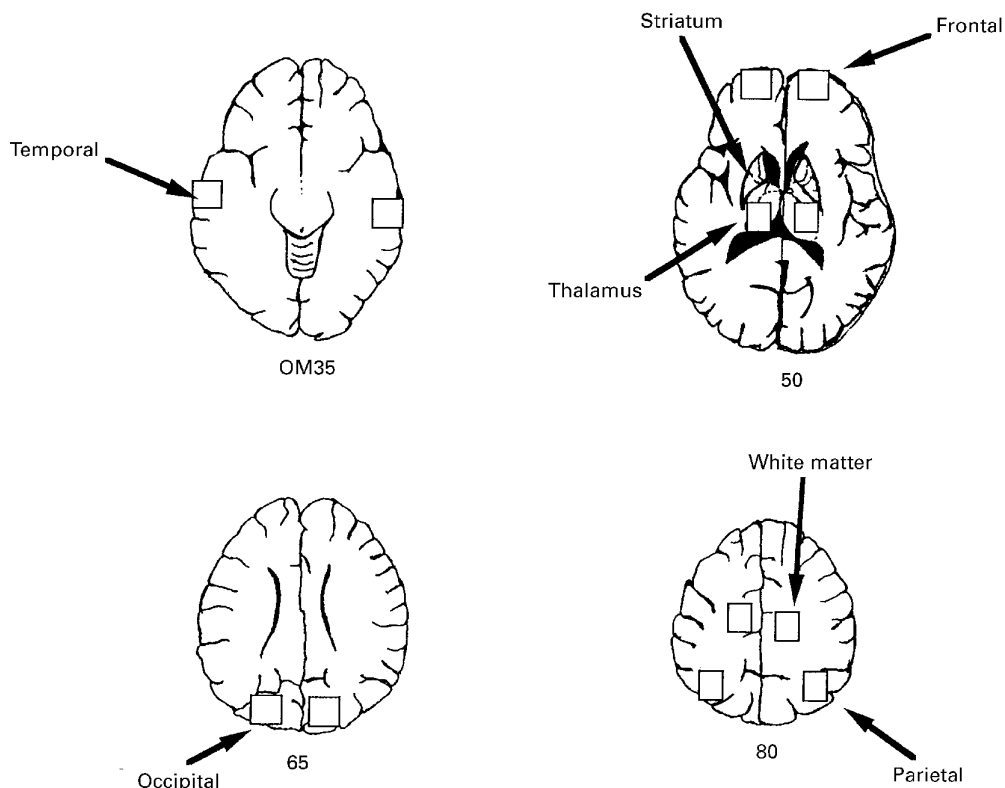 Striatum
Frontal
Temporal
Thalamus
OM35
50
White matter
65
80
Occipital
Parietal